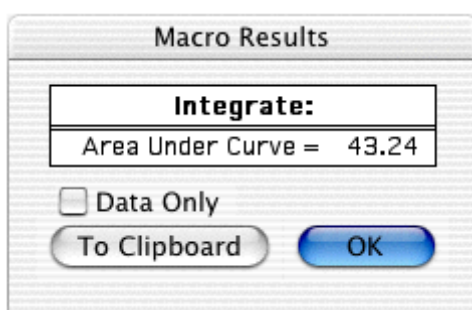 Macro Results
Integrate:
Area Under Curve = 43.24
Data Only
To Clipboard OK